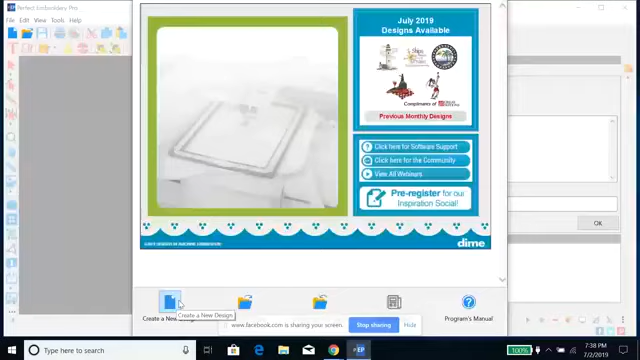 Perfect Embroidery Pro
File Edit View Tools Help
July 2019
Designs Available
Compliments of
Previous Monthly Designs
Click here for Software Support
Click here for the Community
View All Webinars
Pre-register for our
Inspiration Social!
dime
OK
Create a New Design
Program's Manual
Create a New Design
www.facebook.com is sharing your screen.
Stop sharing
Hide
Type here to search
EP
100%
7:38 PM
7/2/2019